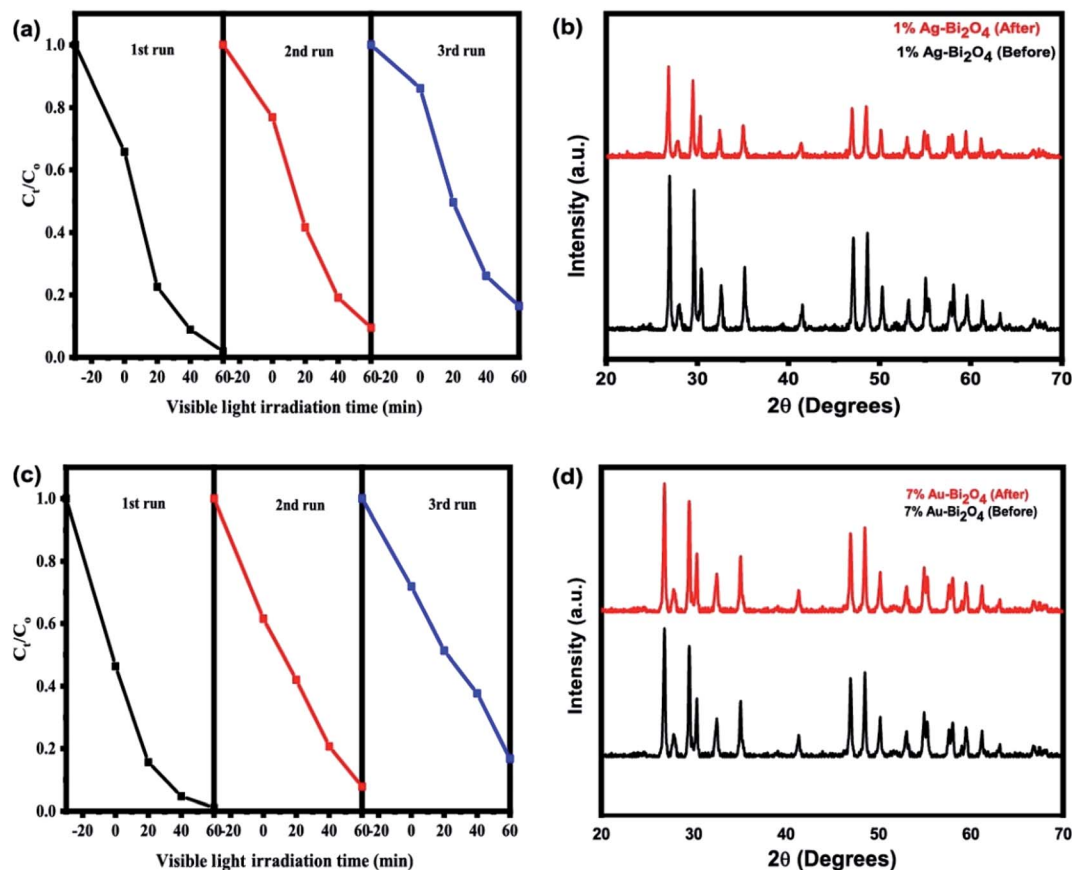 (a)
1st run
2nd run
3rd run
1.0
0.8
0.6
0.4
0.2
0.0
Ct/Co
-20 0 20 40 60 -20 0 20 40 60 -20 0 20 40 60
Visible light irradiation time (min)
(b)
1% Ag-Bi2O4 (After)
1% Ag-Bi2O4 (Before)
Intensity (a.u.)
20 30 40 50 60 70
2θ (Degrees)
(c)
1st run
2nd run
3rd run
1.0
0.8
0.6
0.4
0.2
0.0
Ct/Co
-20 0 20 40 60 -20 0 20 40 60 -20 0 20 40 60
Visible light irradiation time (min)
(d)
7% Au-Bi2O4 (After)
7% Au-Bi2O4 (Before)
Intensity (a.u.)
20 30 40 50 60 70
2θ (Degrees)